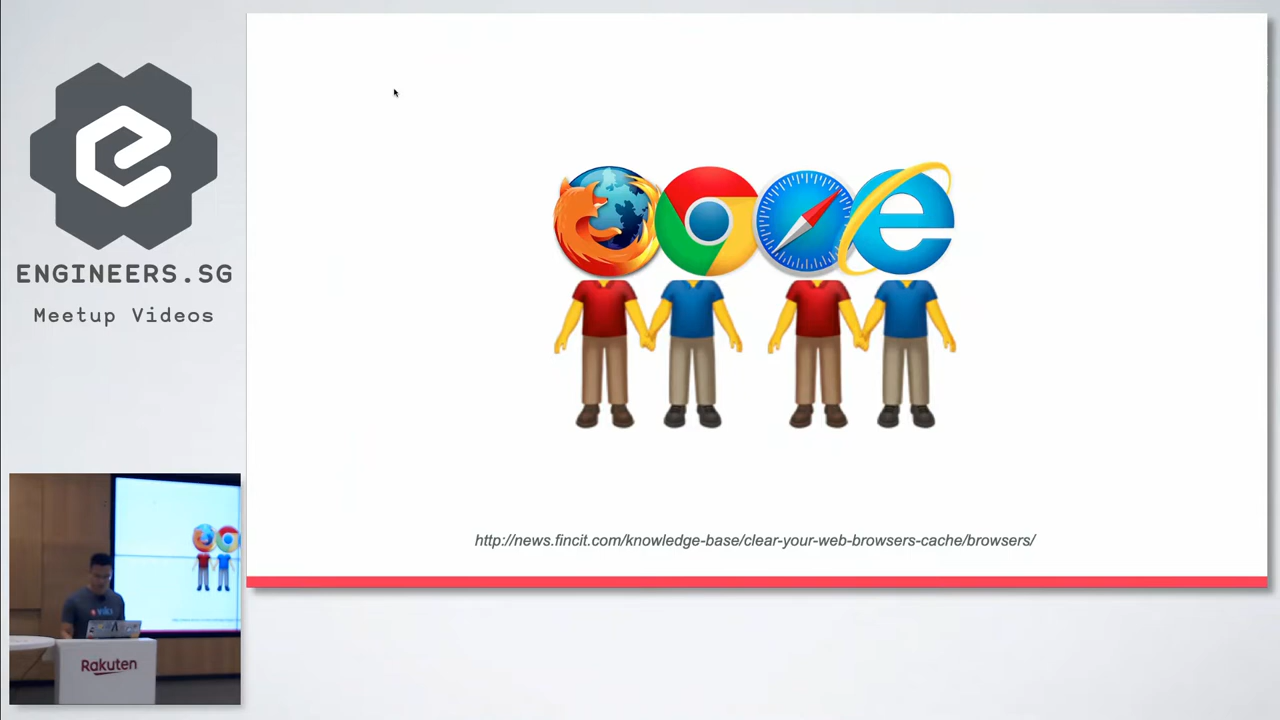 ENGINEERS.SG
Meetup Videos
http://news.fincit.com/knowledge-base/clear-your-web-browsers-cache/browsers/
Rakuten